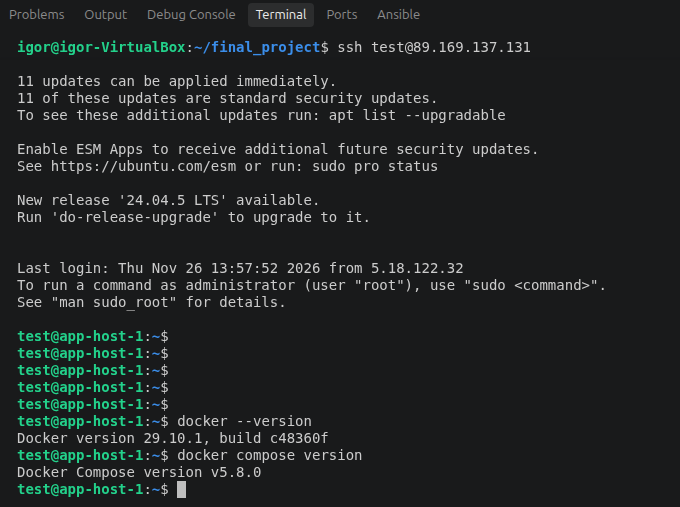 Problems Output Debug Console Terminal Ports Ansible
igor@igor-VirtualBox:~/final_project$ ssh test@89.169.137.131
11 updates can be applied immediately.
11 of these updates are standard security updates.
To see these additional updates run: apt list --upgradable
Enable ESM Apps to receive additional future security updates.
See https://ubuntu.com/esm or run: sudo pro status
New release '24.04.5 LTS' available.
Run 'do-release-upgrade' to upgrade to it.
Last login: Thu Nov 26 13:57:52 2026 from 5.18.122.32
To run a command as administrator (user "root"), use "sudo <command>".
See "man sudo_root" for details.
test@app-host-1:~$
test@app-host-1:~$
test@app-host-1:~$
test@app-host-1:~$
test@app-host-1:~$
test@app-host-1:~$ docker --version
Docker version 29.10.1, build c48360f
test@app-host-1:~$ docker compose version
Docker Compose version v5.8.0
test@app-host-1:~$